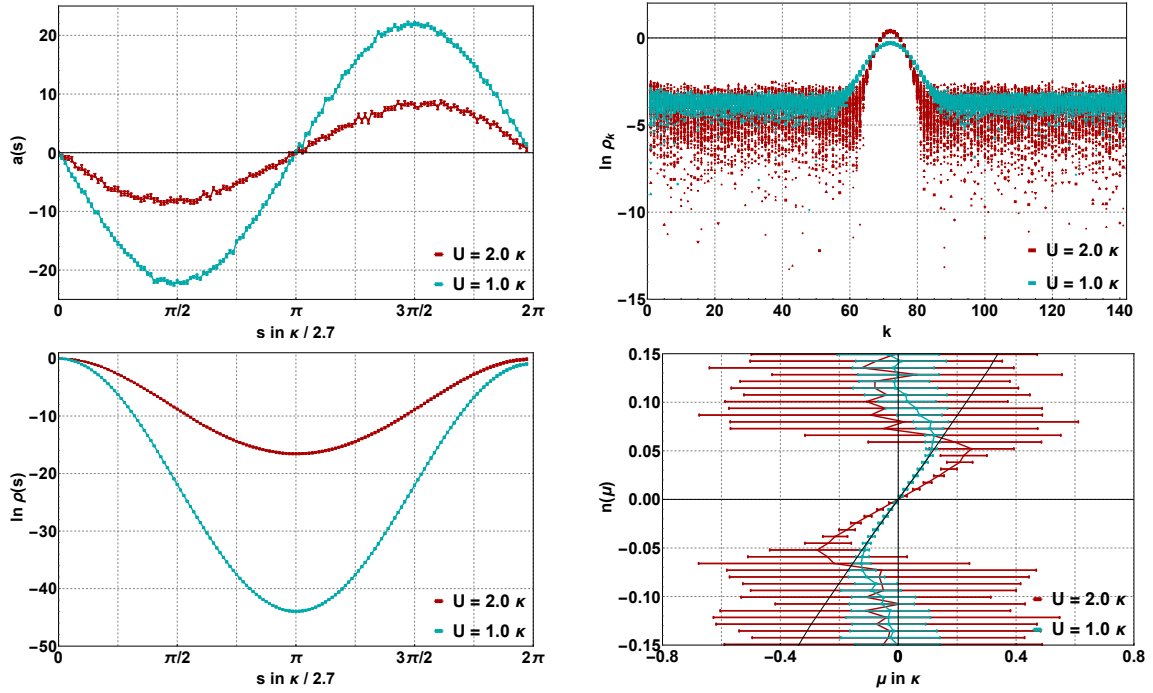 20
10
0
−10
−20
a(s)
0
π/2
π
3π/2
2π
s in κ / 2.7
U = 2.0 κ
U = 1.0 κ
0
−5
−10
−15
ln ρk
0
20
40
60
80
100
120
140
k
U = 2.0 κ
U = 1.0 κ
0
−10
−20
−30
−40
−50
ln ρ(s)
0
π/2
π
3π/2
2π
s in κ / 2.7
U = 2.0 κ
U = 1.0 κ
0.15
0.10
0.05
0.00
−0.05
−0.10
−0.15
n(μ)
−0.8
−0.4
0
0.4
0.8
μ in κ
U = 2.0 κ
U = 1.0 κ